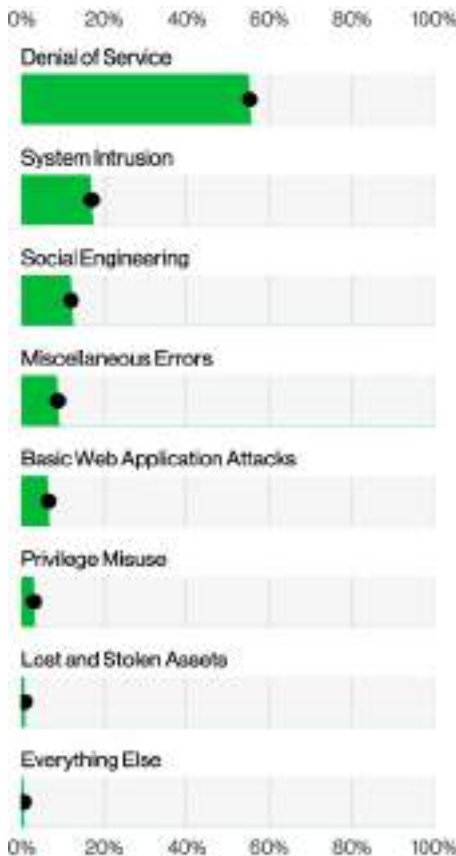 0% 20% 40% 60% 80% 100%
Denial of Service
System Intrusion
Social Engineering
Miscellaneous Errors
Basic Web Application Attacks
Privilege Misuse
Lost and Stolen Assets
Everything Else
0% 20% 40% 60% 80% 100%